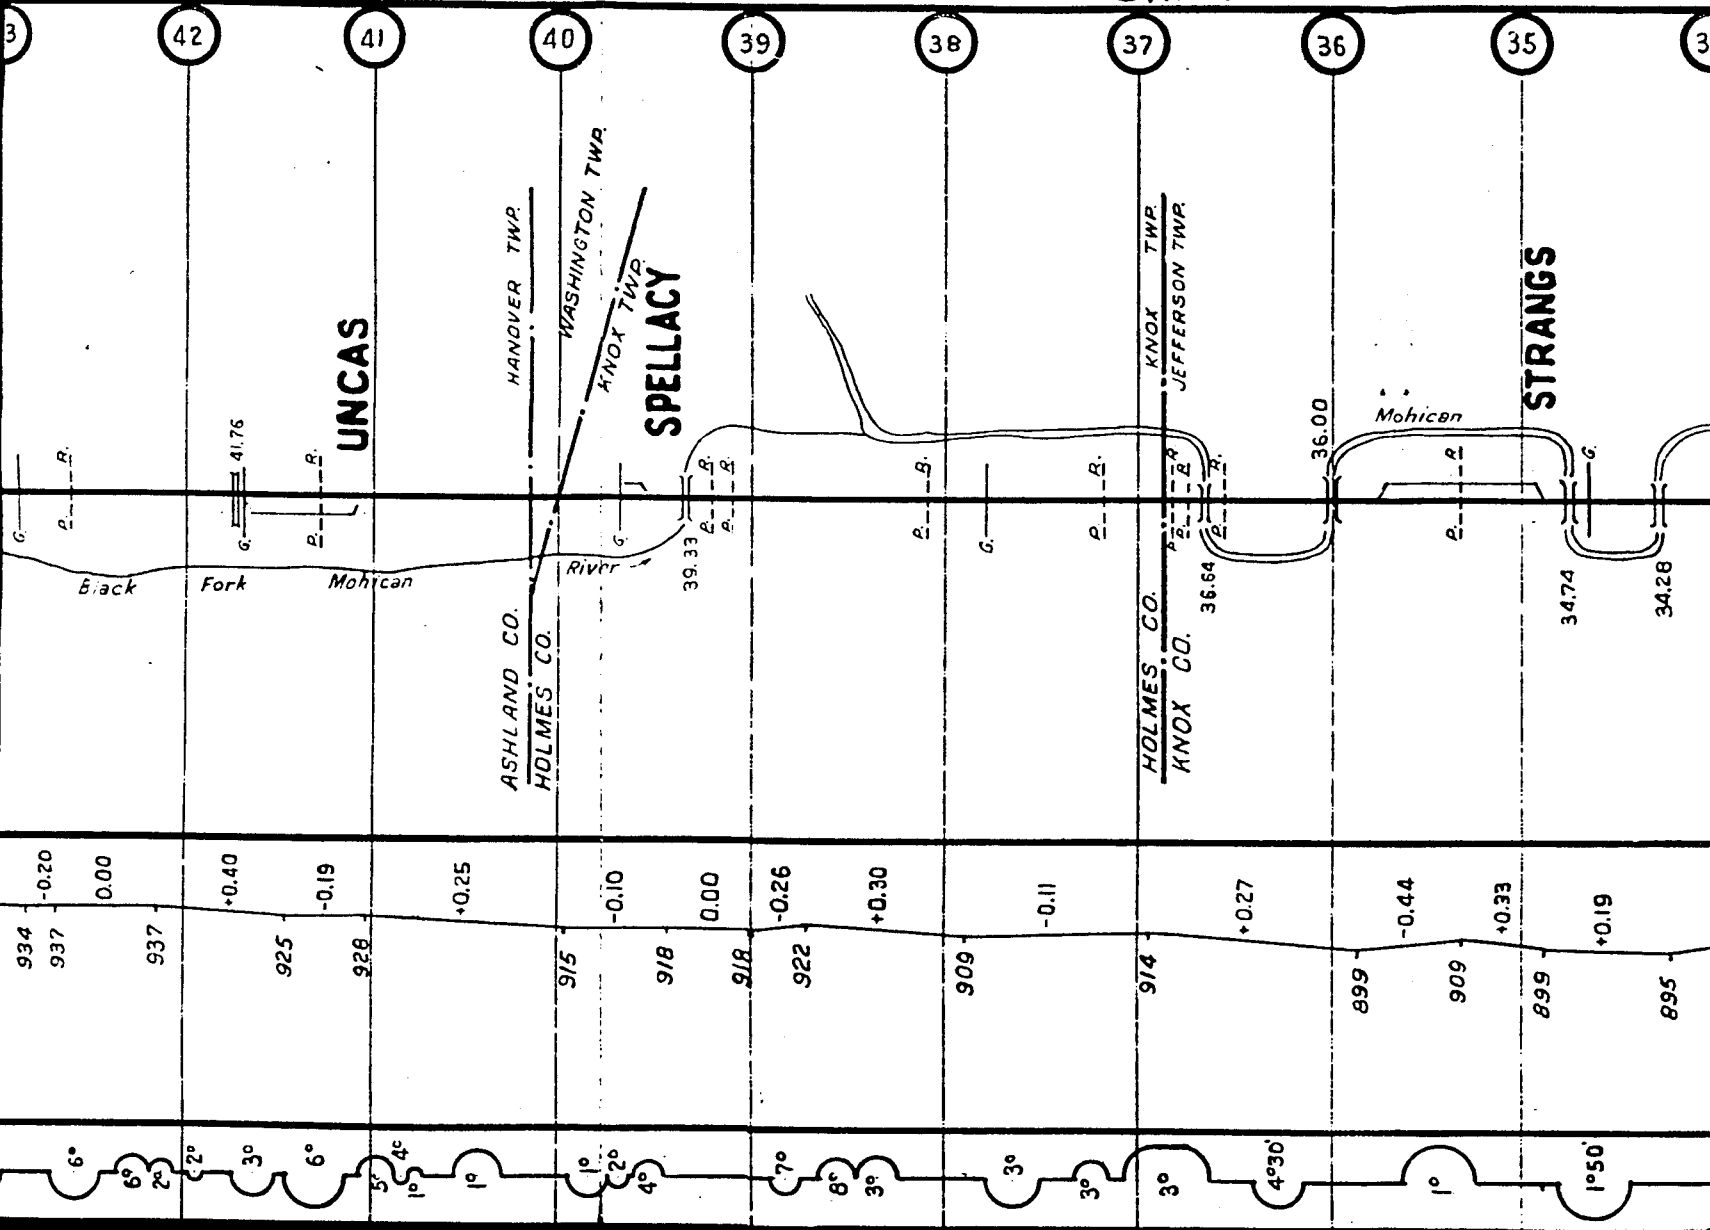 42
41
40
39
38
37
36
35
HANOVER TWP.
WASHINGTON TWP.
KNOX TWP.
KNOX TWP.
JEFFERSON TWP.
UNCAS
SPELLACY
STRANGS
41.76
39.33
36.64
36.00
34.74
34.28
G.
P. R.
G.
P. R.
G.
P. R.
P. R.
P. R.
G.
P. R.
P. R
P. R.
P. R.
P. R
G.
Black Fork Mohican River
Mohican
ASHLAND CO.
HOLMES CO.
HOLMES CO.
KNOX CO.
-0.20
0.00
+0.40
-0.19
+0.25
-0.10
0.00
-0.26
+0.30
-0.11
+0.27
-0.44
+0.33
+0.19
934
937
937
925
928
915
918
918
922
909
914
899
909
899
895
6°
6°
2°
2°
3°
6°
5°
4°
1°
1°
1°
2°
4°
7°
8°
3°
3°
3°
3°
4°30'
1°
1°50'